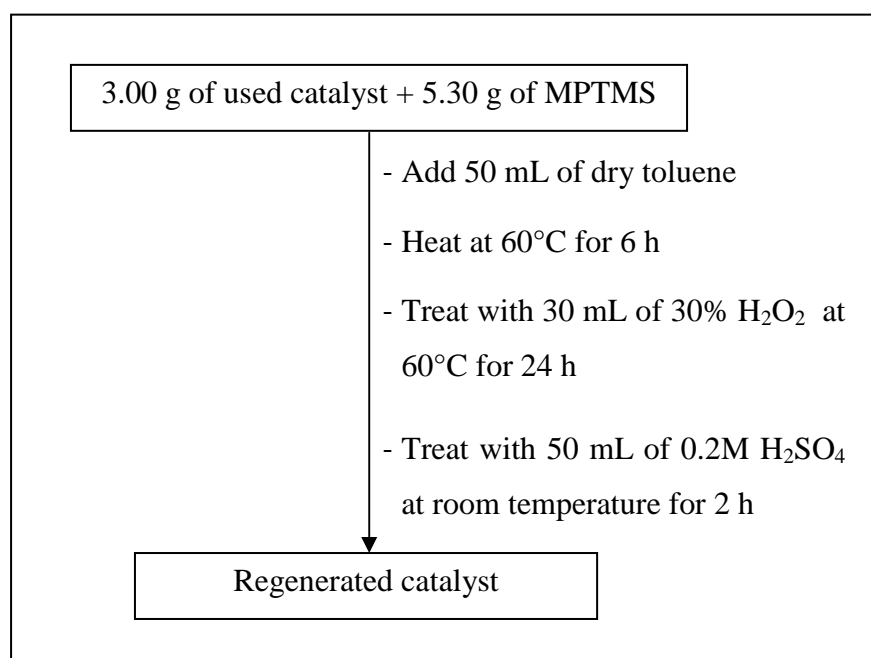 3.00 g of used catalyst + 5.30 g of MPTMS
- Add 50 mL of dry toluene
- Heat at 60°C for 6 h
- Treat with 30 mL of 30% H₂O₂ at
60°C for 24 h
- Treat with 50 mL of 0.2M H₂SO₄
at room temperature for 2 h
Regenerated catalyst